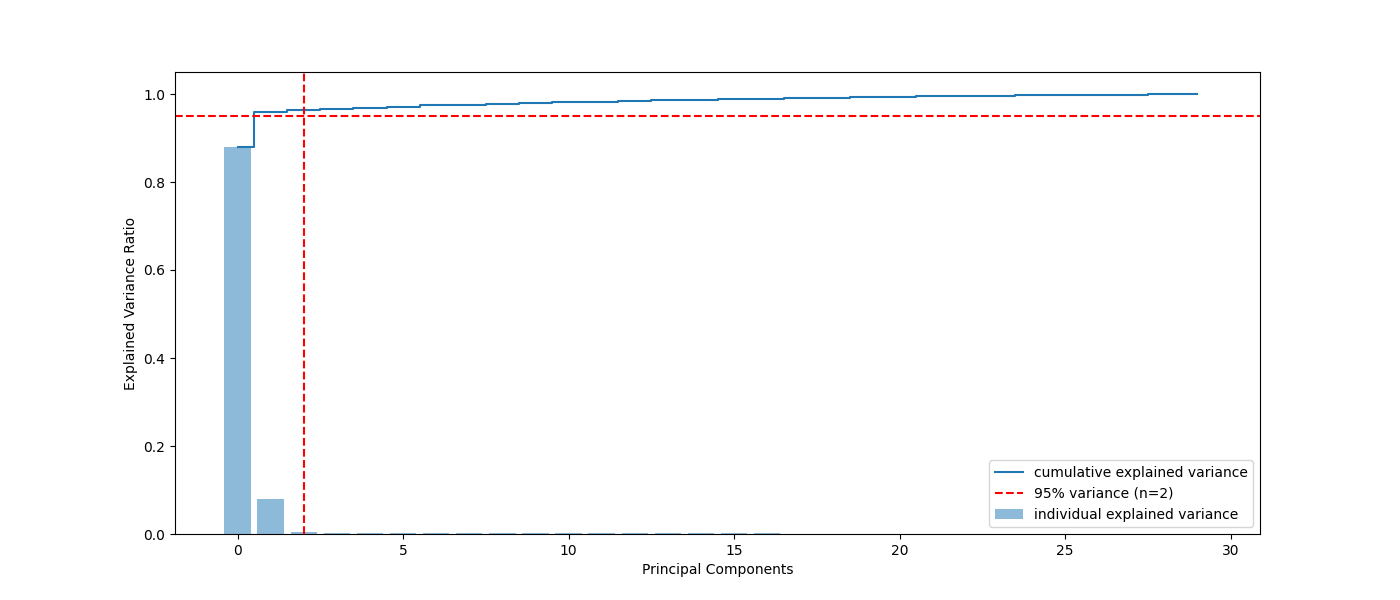 1.0
0.8
0.6
0.4
0.2
0.0
Explained Variance Ratio
0 5 10 15 20 25 30
Principal Components
cumulative explained variance
95% variance (n=2)
individual explained variance